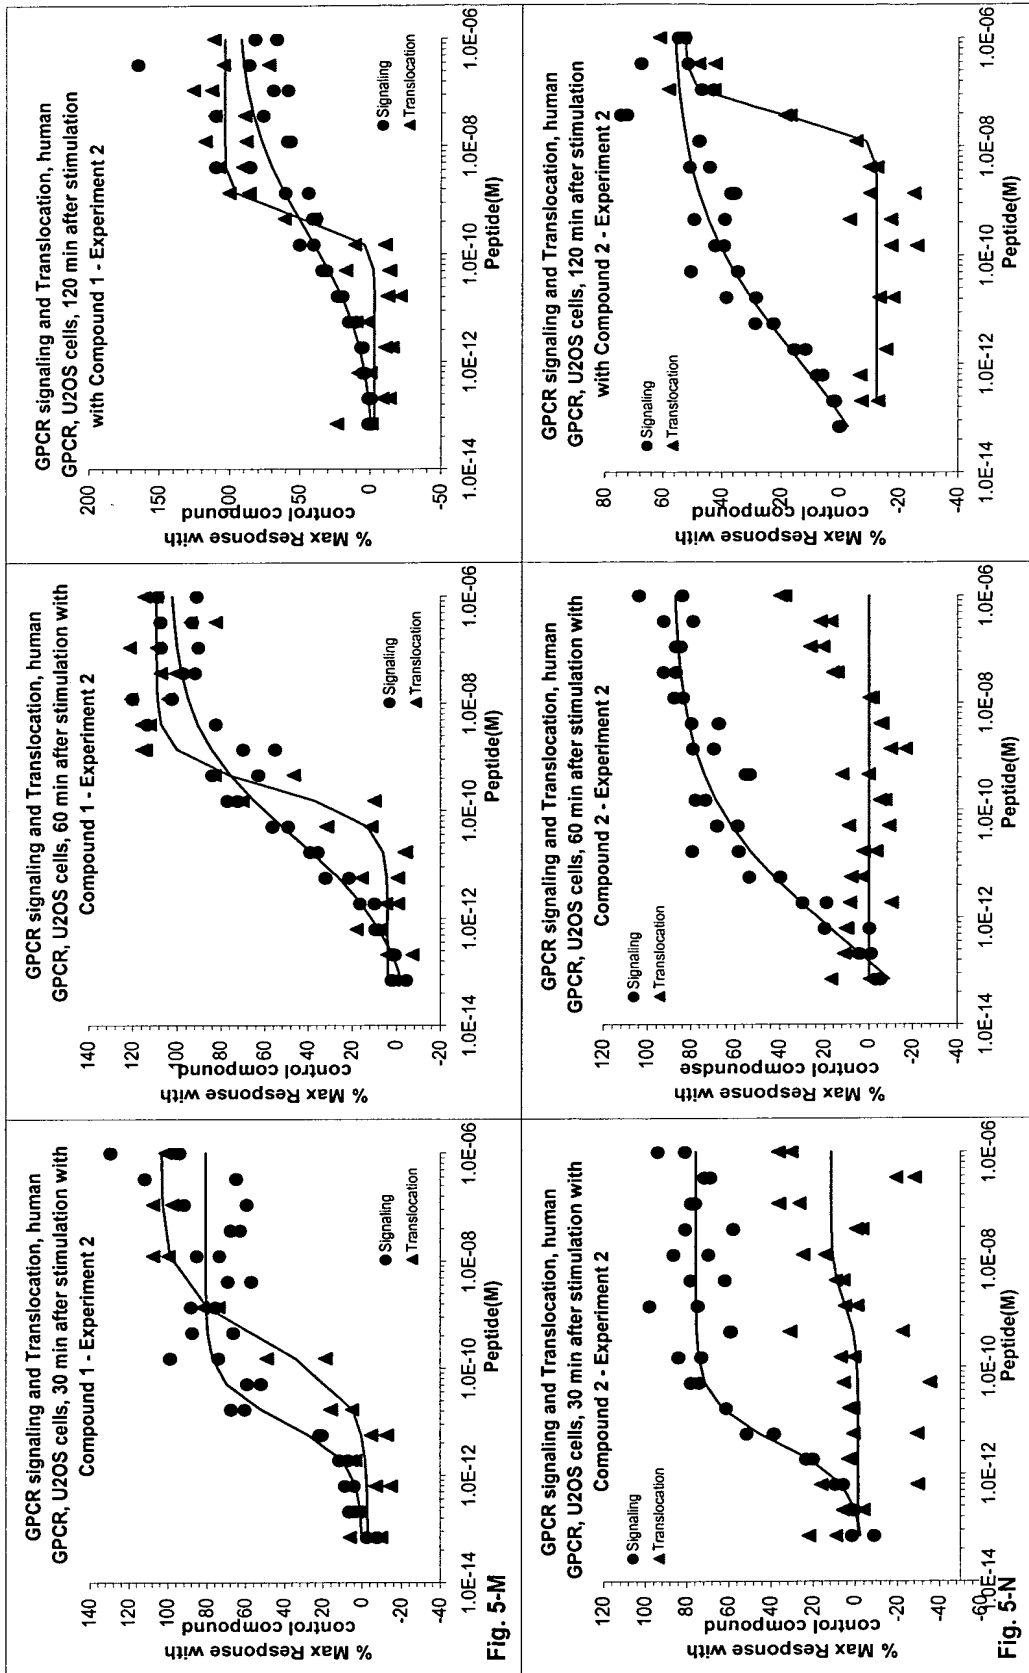 GPCR signaling and Translocation, human
GPCR, U2OS cells, 30 min after stimulation with
Compound 1 - Experiment 2
% Max Response with
control compound
140
120
100
80
60
40
20
0
-20
-40
1.0E-14
1.0E-12
1.0E-10
1.0E-08
1.0E-06
Peptide(M)
Signaling
Translocation
Fig. 5-M
GPCR signaling and Translocation, human
GPCR, U2OS cells, 60 min after stimulation with
Compound 1 - Experiment 2
% Max Response with
control compound
140
120
100
80
60
40
20
0
-20
1.0E-14
1.0E-12
1.0E-10
1.0E-08
1.0E-06
Peptide(M)
Signaling
Translocation
GPCR signaling and Translocation, human
GPCR, U2OS cells, 120 min after stimulation
with Compound 1 - Experiment 2
% Max Response with
control compound
200
150
100
50
0
-50
1.0E-14
1.0E-12
1.0E-10
1.0E-08
1.0E-06
Peptide(M)
Signaling
Translocation
GPCR signaling and Translocation, human
GPCR, U2OS cells, 30 min after stimulation with
Compound 2 - Experiment 2
Signaling
Translocation
% Max Response with
control compound
120
100
80
60
40
20
0
-20
-40
-60
1.0E-14
1.0E-12
1.0E-10
1.0E-08
1.0E-06
Peptide(M)
Fig. 5-N
GPCR signaling and Translocation, human
GPCR, U2OS cells, 60 min after stimulation with
Compound 2 - Experiment 2
Signaling
Translocation
% Max Response with
control compoundse
120
100
80
60
40
20
0
-20
-40
1.0E-14
1.0E-12
1.0E-10
1.0E-08
1.0E-06
Peptide(M)
GPCR signaling and Translocation, human
GPCR, U2OS cells, 120 min after stimulation
with Compound 2 - Experiment 2
Signaling
Translocation
% Max Response with
control compound
80
60
40
20
0
-20
-40
1.0E-14
1.0E-12
1.0E-10
1.0E-08
1.0E-06
Peptide(M)